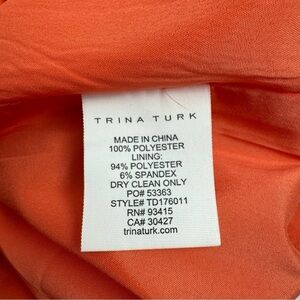 TRINA TURK
MADE IN CHINA
100% POLYESTER
LINING:
94% POLYESTER
6% SPANDEX
DRY CLEAN ONLY
PO# 53363
STYLE# TD176011
RN# 93415
CA# 30427
trinaturk.com